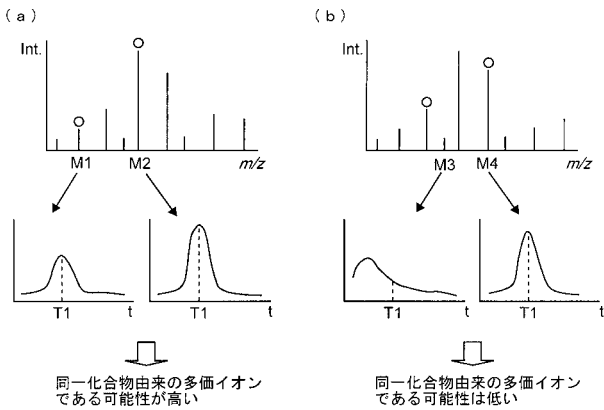 (a)
Int.
M1 M2 m/z
T1 t T1 t
同一化合物由来の多価イオン
である可能性が高い
(b)
Int.
M3 M4 m/z
T1 t T1 t
同一化合物由来の多価イオン
である可能性は低い